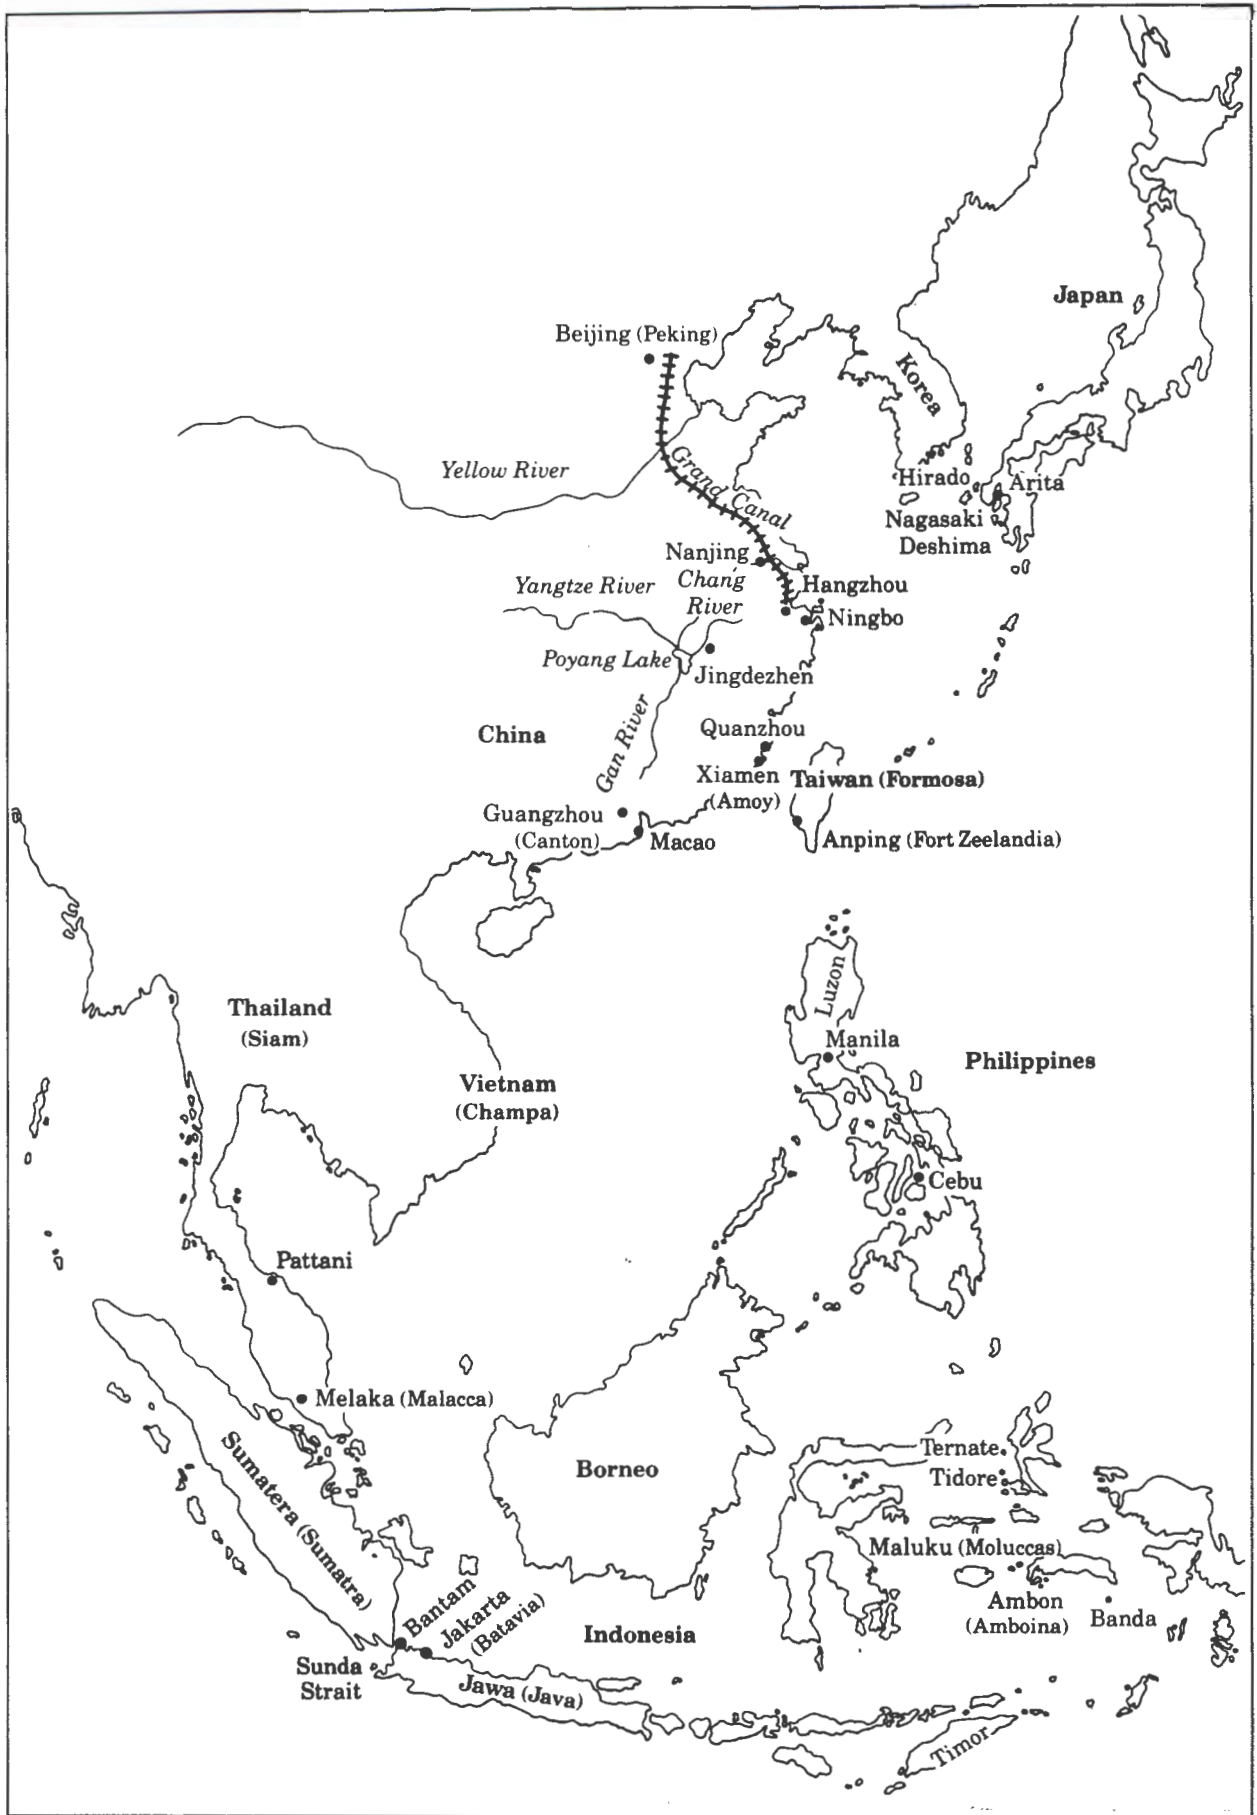 Japan
Beijing (Peking)
Korea
Yellow River
Grand Canal
Hirado
Arita
Nagasaki
Deshima
Nanjing
Chang
River
Yangtze River
Hangzhou
Ningbo
Poyang Lake
Jingdezhen
China
Gan River
Quanzhou
Xiamen
(Amoy)
Taiwan (Formosa)
Guangzhou
(Canton)
Macao
Anping (Fort Zeelandia)
Luzon
Thailand
(Siam)
Manila
Philippines
Vietnam
(Champa)
Cebu
Pattani
Melaka (Malacca)
Sumatera (Sumatra)
Borneo
Ternate
Tidore
Maluku (Moluccas)
Ambon
(Amboina)
Banda
Bantam
Jakarta
(Batavia)
Indonesia
Sunda
Strait
Jawa (Java)
Timor